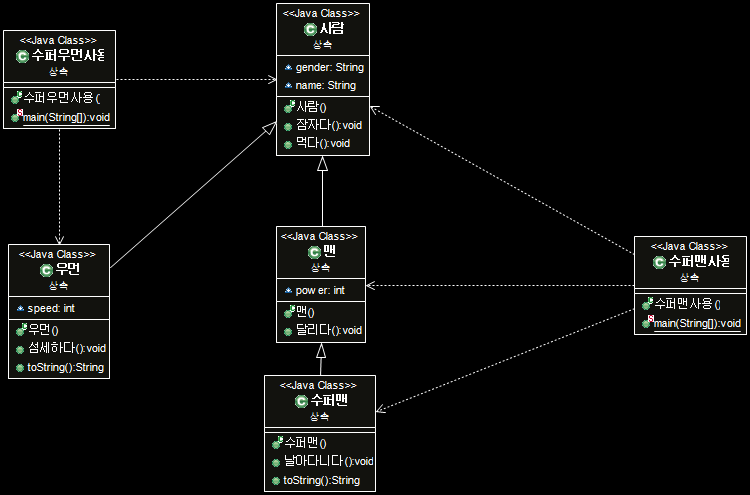 <<Java Class>>
사람
상속
gender: String
name: String
사람()
잠자다():void
먹다():void
<<Java Class>>
수퍼우먼사용
상속
수퍼우먼사용(
main(String[]):void
<<Java Class>>
우먼
상속
speed: int
우먼()
섬세하다():void
toString():String
<<Java Class>>
맨
상속
power: int
맨()
달리다():void
<<Java Class>>
수퍼맨사용
상속
수퍼맨사용()
main(String[]):void
<<Java Class>>
수퍼맨
상속
수퍼맨()
날아다니다():void
toString():String